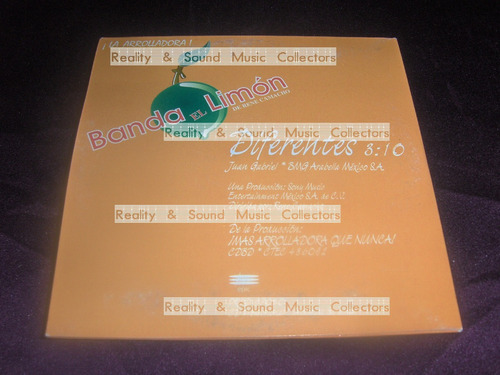 ¡LA ARROLLADORA!
Reality & Sound Music Collectors
Banda EL Limón
DE RENE CAMACHO
Diferentes 8:10
Reality & Sound Music Collectors
Juan Gabriel * BMG Arabella México S.A.
Una Producción: Sony Music
Entertainment México S.A. de C.V.
Reality & Sound Music Collectors
De la Producción:
¡MAS ARROLLADORA QUE NUNCA!
CDBD *
Reality & Sound Music Collectors